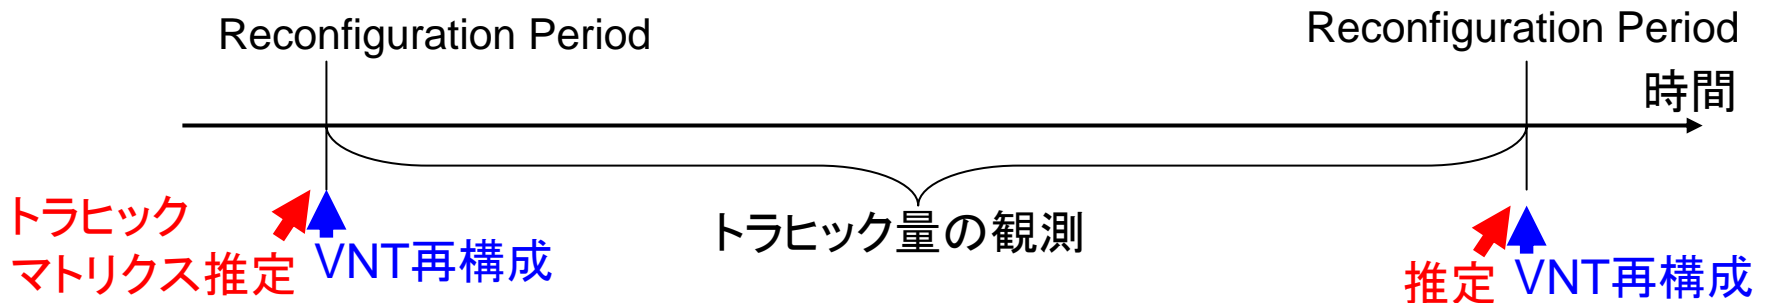 Reconfiguration Period
Reconfiguration Period
時間
トラヒック
マトリクス推定
VNT再構成
トラヒック量の観測
推定
VNT再構成